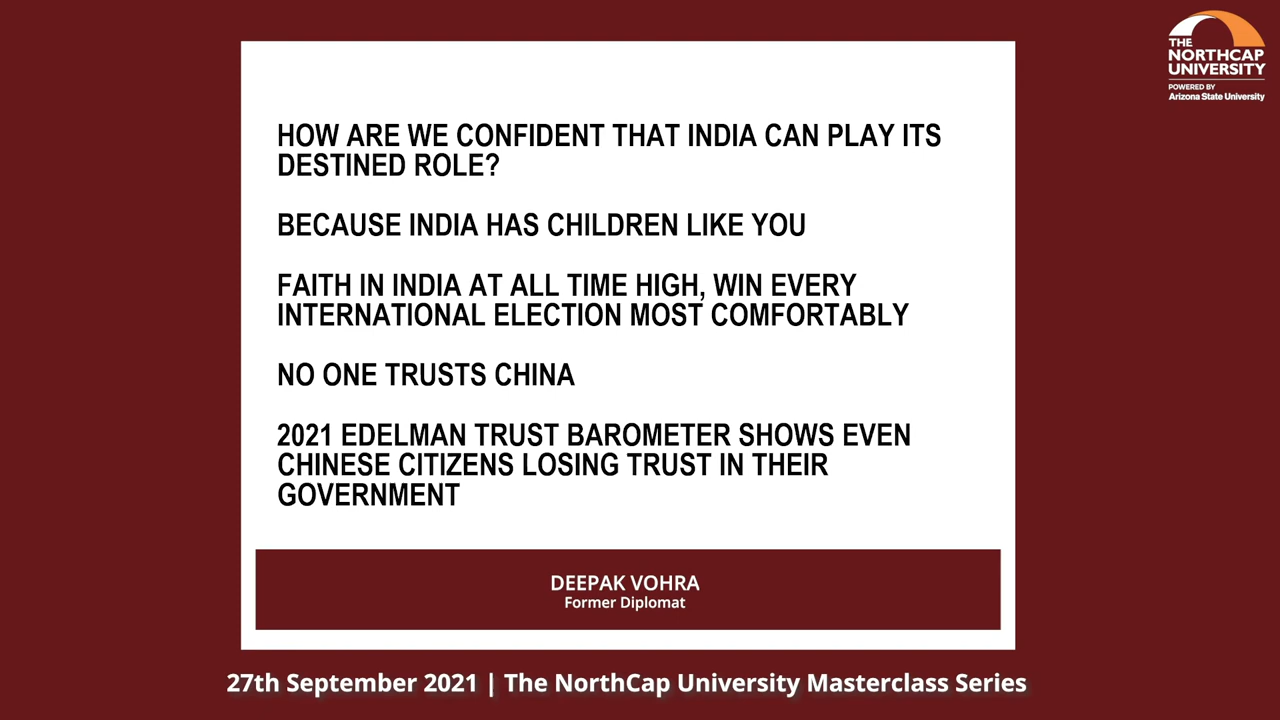 THE
NORTHCAP
UNIVERSITY
POWERED BY
Arizona State University
HOW ARE WE CONFIDENT THAT INDIA CAN PLAY ITS
DESTINED ROLE?
BECAUSE INDIA HAS CHILDREN LIKE YOU
FAITH IN INDIA AT ALL TIME HIGH, WIN EVERY
INTERNATIONAL ELECTION MOST COMFORTABLY
NO ONE TRUSTS CHINA
2021 EDELMAN TRUST BAROMETER SHOWS EVEN
CHINESE CITIZENS LOSING TRUST IN THEIR
GOVERNMENT
DEEPAK VOHRA
Former Diplomat
27th September 2021 | The NorthCap University Masterclass Series